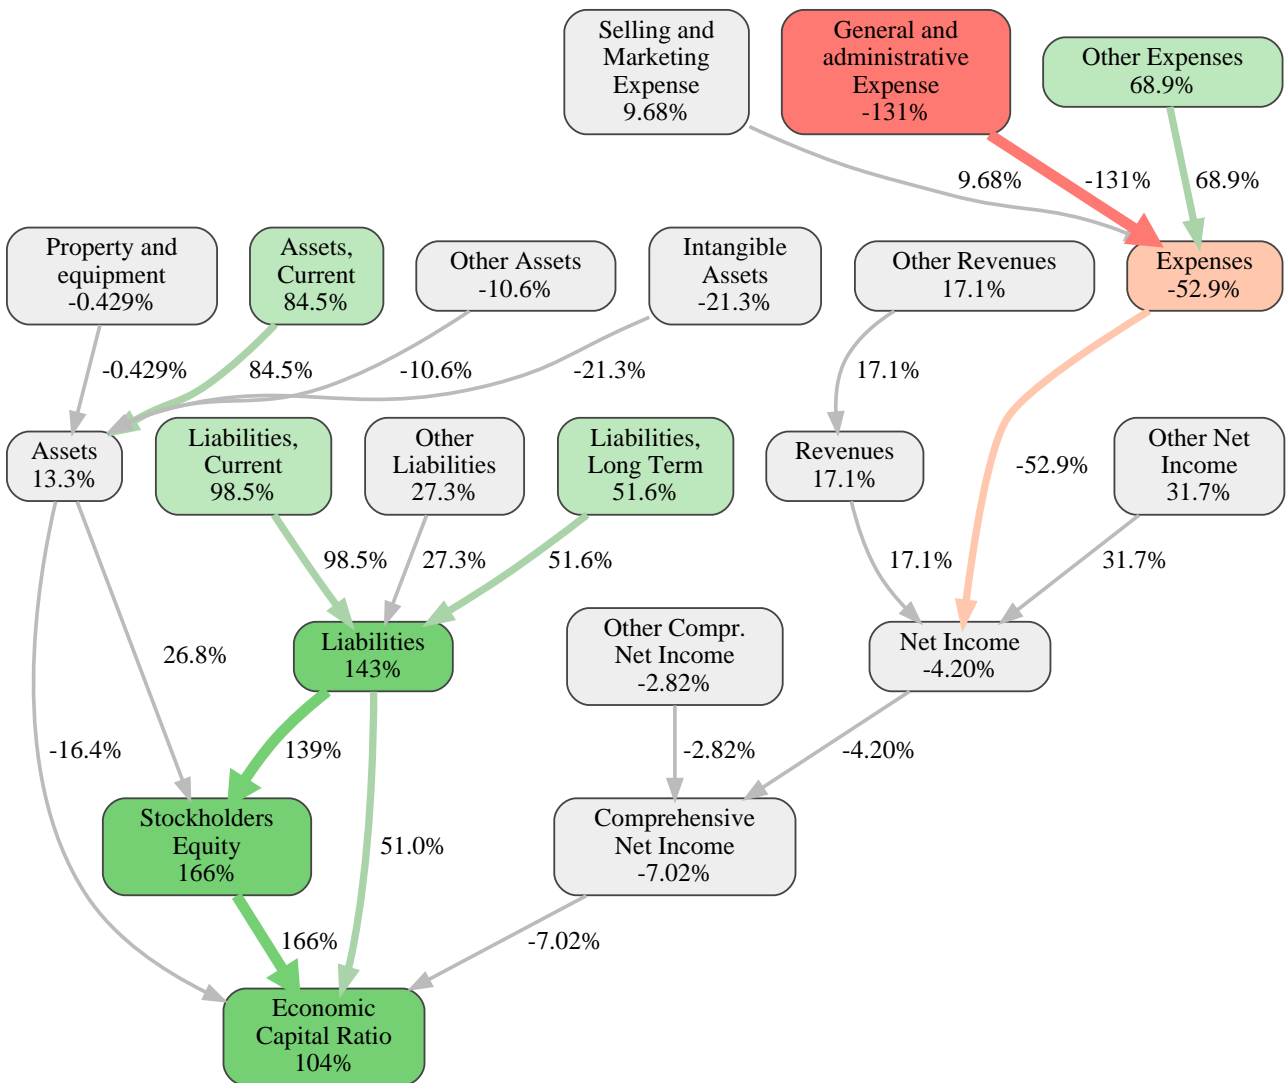 Selling and
Marketing
Expense
9.68%
General and
administrative
Expense
-131%
Other Expenses
68.9%
9.68%
-131%
68.9%
Property and
equipment
-0.429%
Assets,
Current
84.5%
Other Assets
-10.6%
Intangible
Assets
-21.3%
Other Revenues
17.1%
Expenses
-52.9%
-0.429%
84.5%
-10.6%
-21.3%
17.1%
Assets
13.3%
Liabilities,
Current
98.5%
Other
Liabilities
27.3%
Liabilities,
Long Term
51.6%
Revenues
17.1%
-52.9%
Other Net
Income
31.7%
98.5%
27.3%
51.6%
17.1%
31.7%
26.8%
Liabilities
143%
Other Compr.
Net Income
-2.82%
Net Income
-4.20%
-16.4%
139%
-2.82%
-4.20%
Stockholders
Equity
166%
51.0%
Comprehensive
Net Income
-7.02%
166%
-7.02%
Economic
Capital Ratio
104%